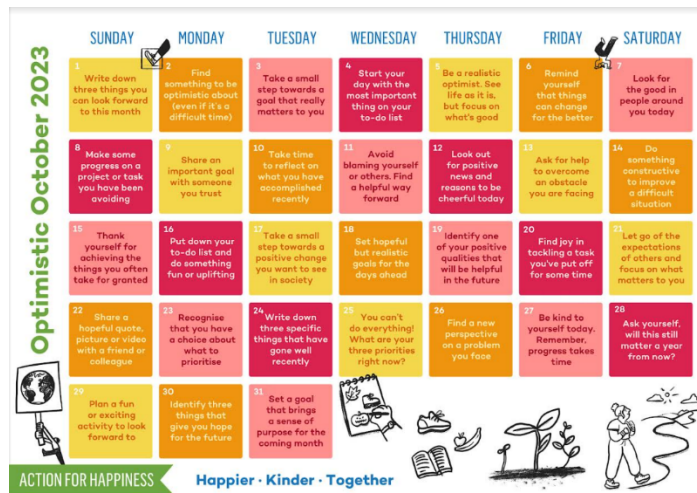 Optimistic October 2023
SUNDAY MONDAY TUESDAY WEDNESDAY THURSDAY FRIDAY SATURDAY
1
Write down
three things you
can look forward
to this month
2
Find
something to be
optimistic about
(even if it's a
difficult time)
3
Take a small
step towards a
goal that really
matters to you
4
Start your
day with the
most important
thing on your
to-do list
5
Be a realistic
optimist. See
life as it is,
but focus on
what's good
6
Remind
yourself
that things
can change for
the better
7
Look for
the good in
people around
you today
8
Make some
progress on a
project or task
you have been
avoiding
9
Share an
important goal
with someone
you trust
10
Take time
to reflect on
what you have
accomplished
recently
11
Avoid
blaming yourself
or others. Find
a helpful way
forward
12
Look out
for positive
news and
reasons to be
cheerful today
13
Ask for help
to overcome
an obstacle
you are facing
14
Do
something
constructive
to improve
a difficult
situation
15
Thank
yourself for
achieving the
things you often
take for granted
16
Put down your
to-do list and
do something
fun or uplifting
17
Take a small
step towards a
positive change
you want to see
in society
18
Set hopeful
but realistic
goals for the
days ahead
19
Identify one
of your positive
qualities that
will be helpful
in the future
20
Find joy in
tackling a task
you've put off
for some time
21
Let go of the
expectations
of others and
focus on what
matters to you
22
Share a
hopeful quote,
picture or video
with a friend or
colleague
23
Recognise
that you have
a choice about
what to
prioritise
24
Write down
three specific
things that have
gone well
recently
25
You can't
do everything!
What are your
three priorities
right now?
26
Find a new
perspective
on a problem
you face
27
Be kind to
yourself today.
Remember,
progress takes
time
28
Ask yourself,
will this still
matter a year
from now?
29
Plan a fun
or exciting
activity to look
forward to
30
Identify three
things that
give you hope
for the future
31
Set a goal
that brings
a sense of
purpose for the
coming month
ACTION FOR HAPPINESS
Happier · Kinder · Together